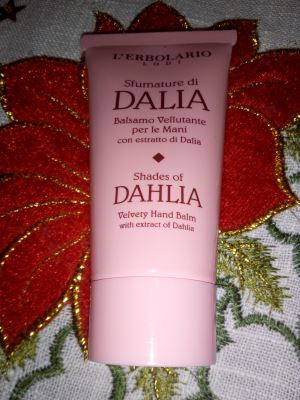 L'ERBOLARIO
LODI
Sfumature di
DALIA
Balsamo Vellutante
per le Mani
con estratto di Dalia
Shades of
DAHLIA
Velvety Hand Balm
with extract of Dahlia